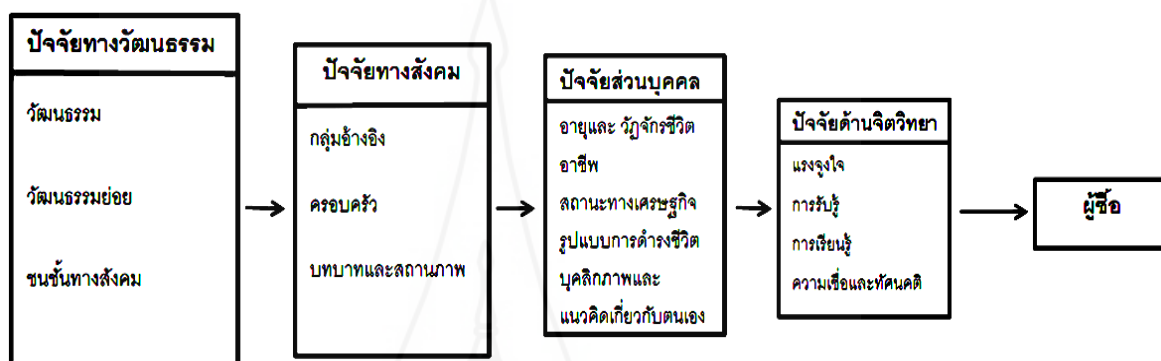 ปัจจัยทางวัฒนธรรม
วัฒนธรรม
วัฒนธรรมย่อย
ชนชั้นทางสังคม
ปัจจัยทางสังคม
กลุ่มอ้างอิง
ครอบครัว
บทบาทและสถานภาพ
ปัจจัยส่วนบุคคล
อายุและ วัฏจักรชีวิต
อาชีพ
สถานะทางเศรษฐกิจ
รูปแบบการดำรงชีวิต
บุคลิกภาพและ
แนวคิดเกี่ยวกับตนเอง
ปัจจัยด้านจิตวิทยา
แรงจูงใจ
การรับรู้
การเรียนรู้
ความเชื่อและทัศนคติ
ผู้ซื้อ